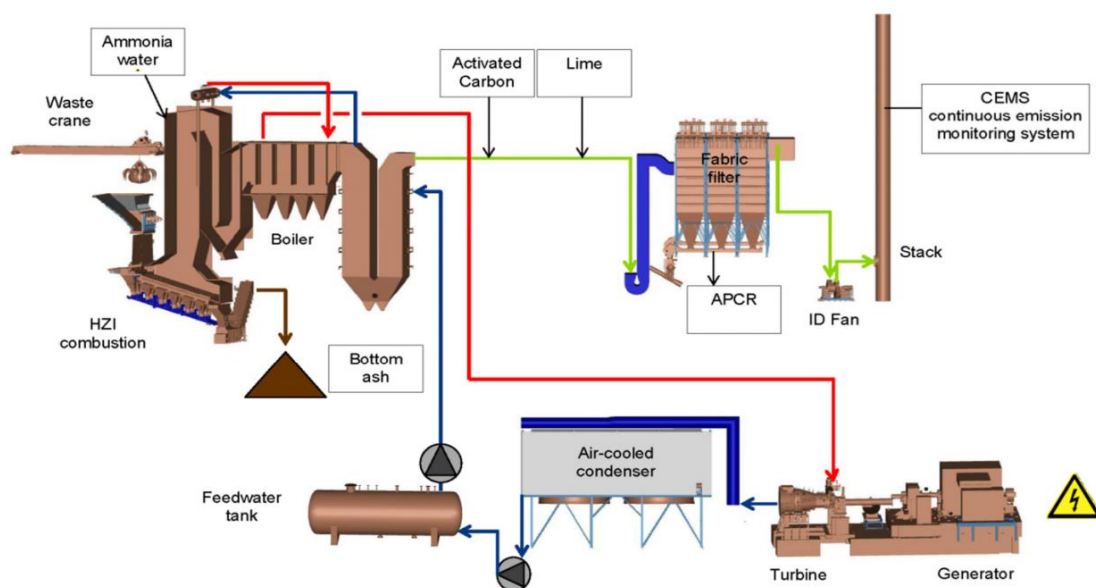 Ammonia
water
Activated
Carbon
Lime
Waste
crane
CEMS
continuous emission
monitoring system
Fabric
filter
Boiler
Stack
APCR
ID Fan
HZI
combustion
Bottom
ash
Air-cooled
condenser
Feedwater
tank
Turbine
Generator